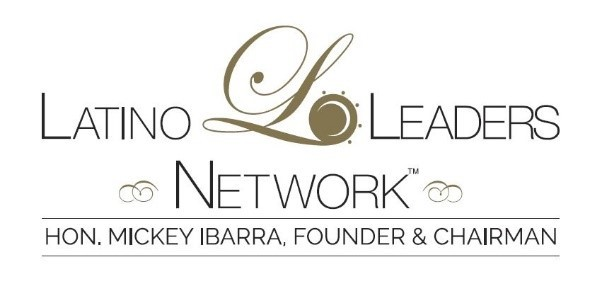 LATINO L LEADERS
NETWORK™
HON. MICKEY IBARRA, FOUNDER & CHAIRMAN